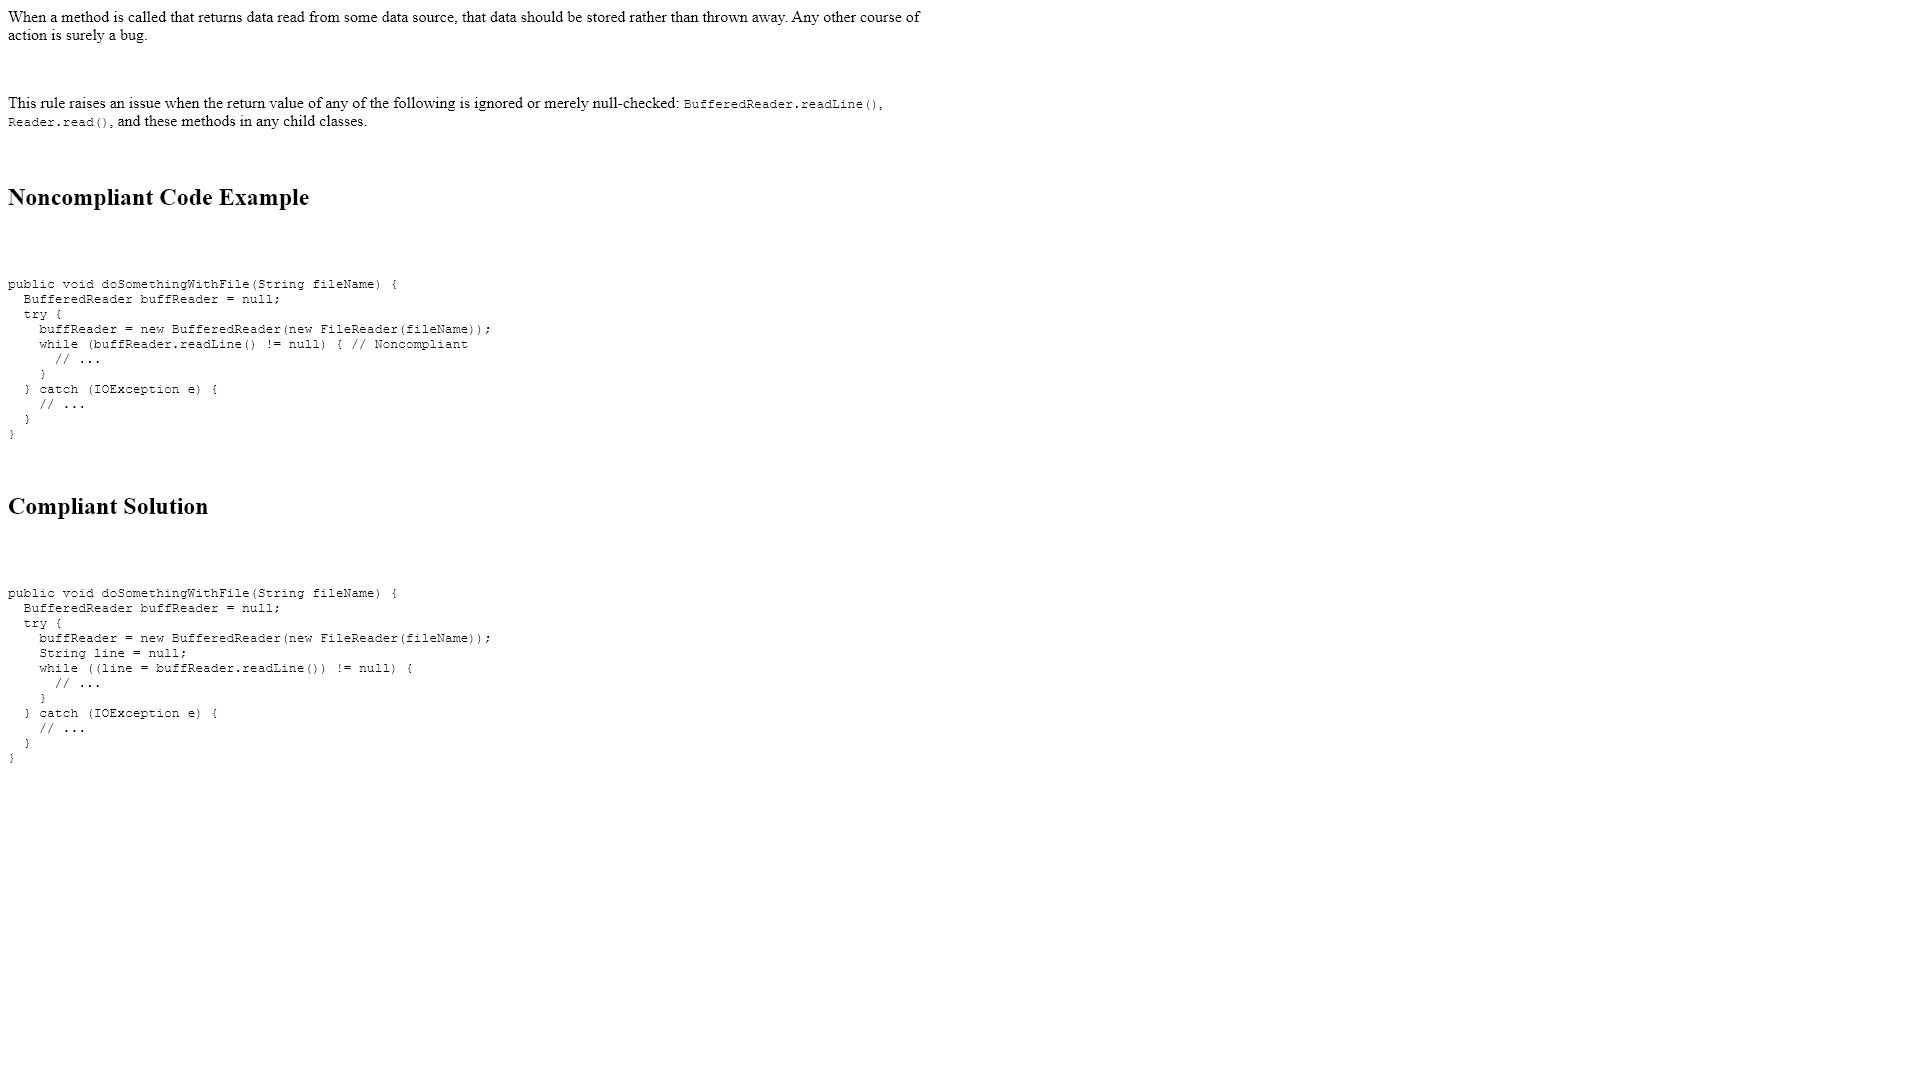 When a method is called that returns data read from some data source, that data should be stored rather than thrown away. Any other course of
action is surely a bug.
This rule raises an issue when the return value of any of the following is ignored or merely null-checked: BufferedReader.readLine(),
Reader.read(), and these methods in any child classes.
Noncompliant Code Example
public void doSomethingWithFile(String fileName) {
  BufferedReader buffReader = null;
  try {
    buffReader = new BufferedReader(new FileReader(fileName));
    while (buffReader.readLine() != null) { // Noncompliant
      // ...
    }
  } catch (IOException e) {
    // ...
  }
}
Compliant Solution
public void doSomethingWithFile(String fileName) {
  BufferedReader buffReader = null;
  try {
    buffReader = new BufferedReader(new FileReader(fileName));
    String line = null;
    while ((line = buffReader.readLine()) != null) {
      // ...
    }
  } catch (IOException e) {
    // ...
  }
}